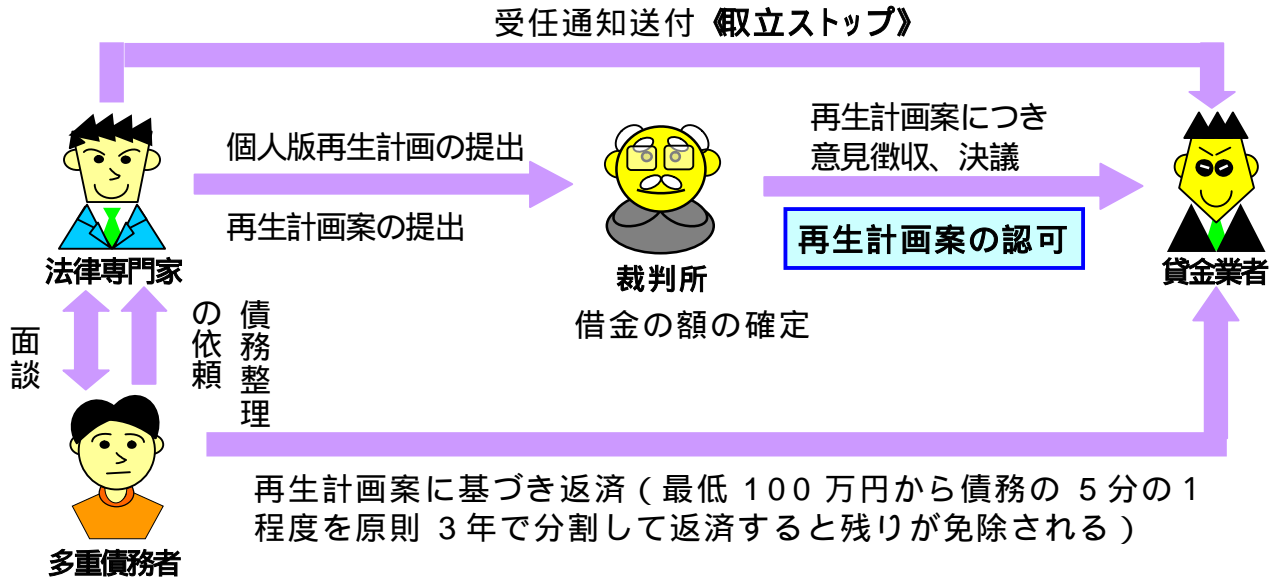 受任通知送付《取立ストップ》
個人版再生計画の提出
再生計画案の提出
再生計画案につき
意見徴収、決議
再生計画案の認可
法律専門家
裁判所
貸金業者
借金の額の確定
面談
債務整理
の依頼
再生計画案に基づき返済（最低 100 万円から債務の 5分の1
程度を原則 3年で分割して返済すると残りが免除される）
多重債務者